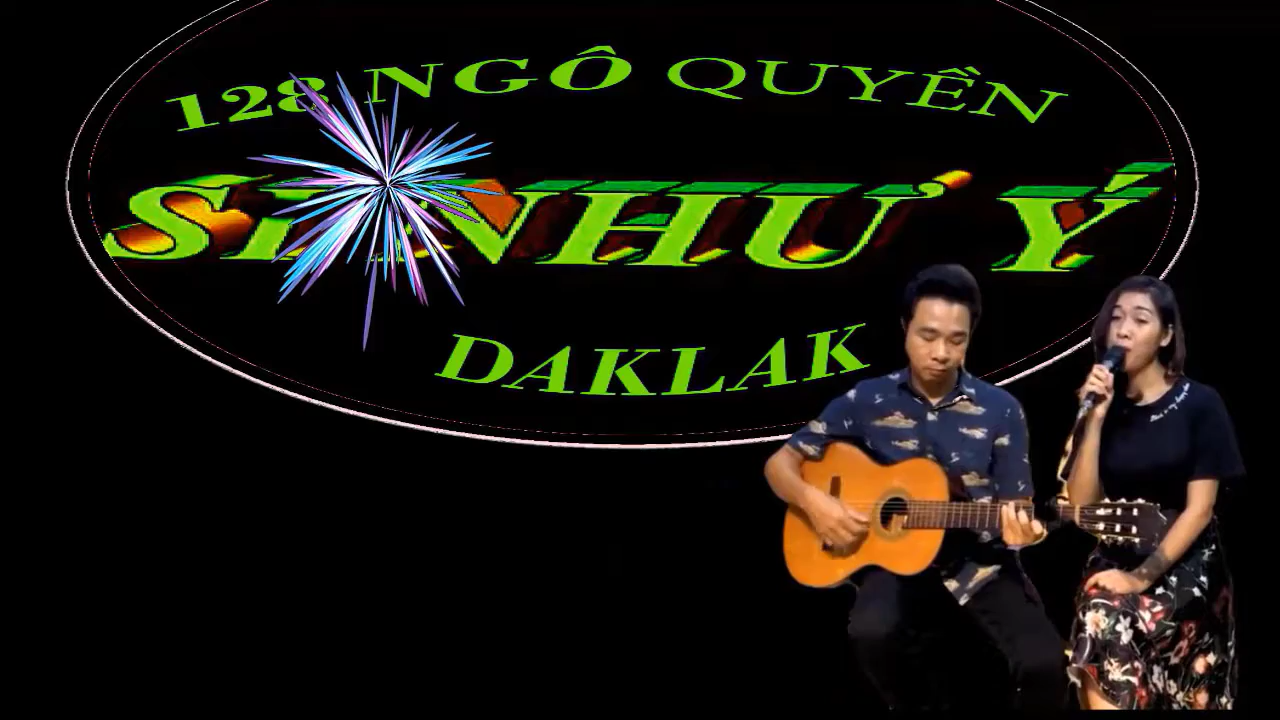 128 NGÔ QUYỀN
NHƯ Ý
DAKLAK